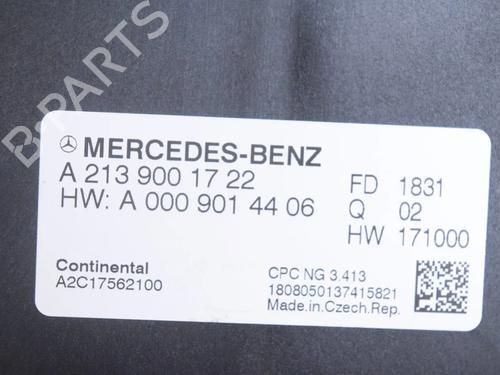 B-PARTS
MERCEDES-BENZ
A 213 900 17 22
HW: A 000 901 44 06
FD 1831
Q 02
HW 171000
Continental
A2C17562100
CPC NG 3.413
1808050137415821
Made.in.Czech.Rep.